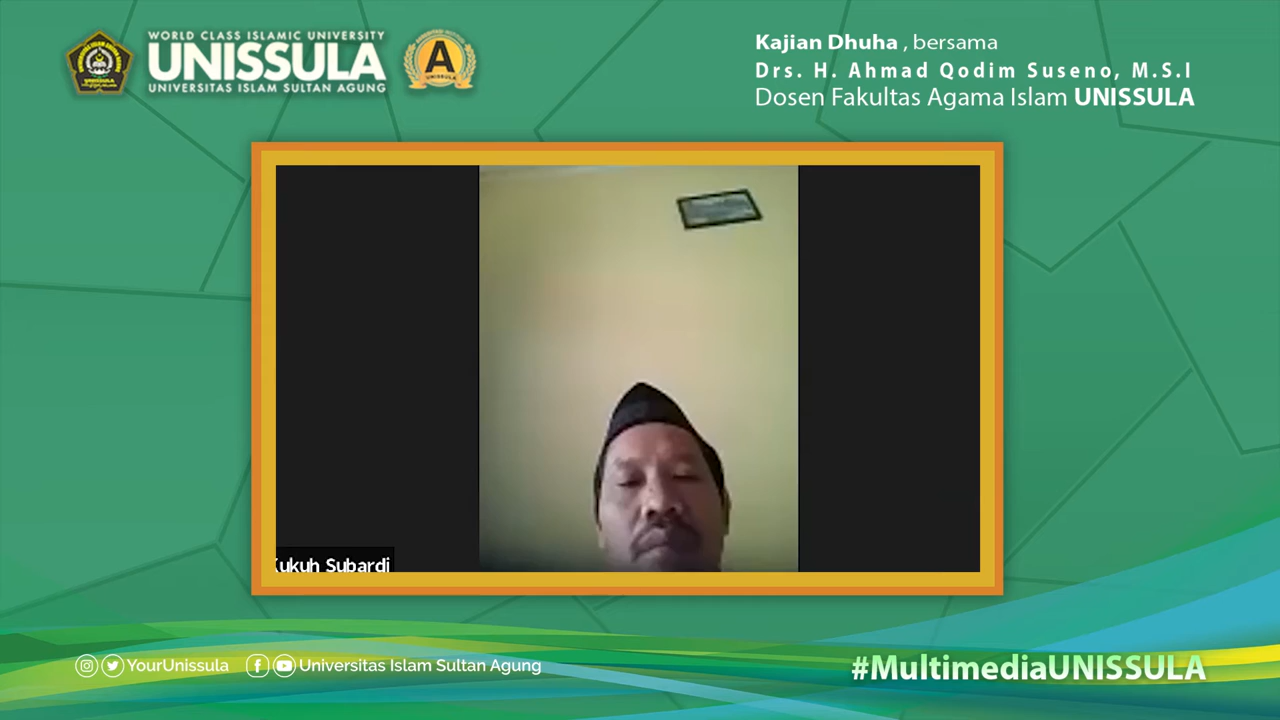 WORLD CLASS ISLAMIC UNIVERSITY
UNISSULA
UNIVERSITAS ISLAM SULTAN AGUNG
A
UNISSULA
Kajian Dhuha , bersama
Drs. H. Ahmad Qodim Suseno, M.S.I
Dosen Fakultas Agama Islam UNISSULA
Kukuh Subardi
YourUnissula
Universitas Islam Sultan Agung
#MultimediaUNISSULA